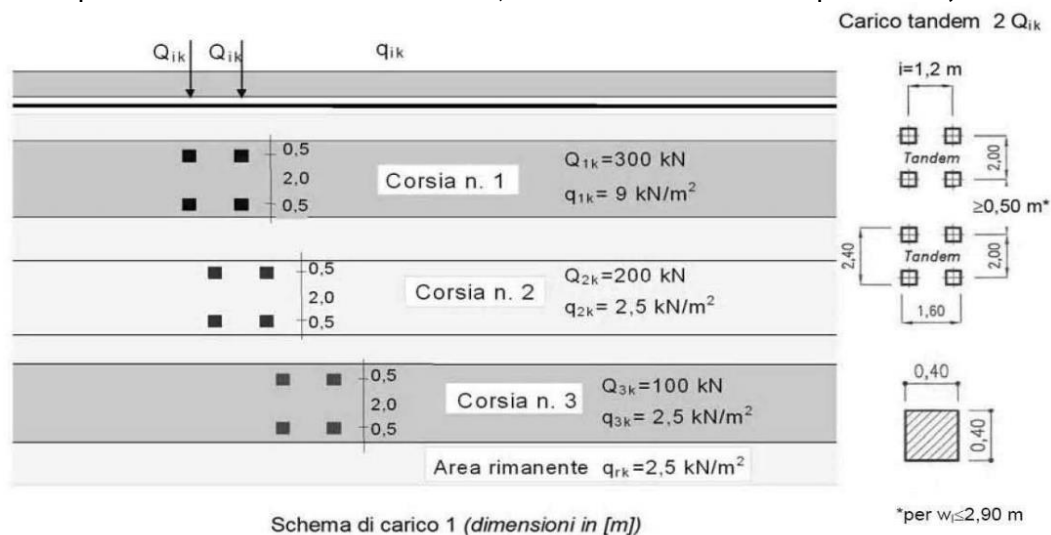 Carico tandem 2 Qik
Qik Qik qik
i=1,2 m
0,5
2,0
0,5
Corsia n. 1
Q1k=300 kN
q1k= 9 kN/m²
Tandem
2,00
≥0,50 m*
0,5
2,0
0,5
Corsia n. 2
Q2k=200 kN
q2k= 2,5 kN/m²
2,40
Tandem
2,00
1,60
0,5
2,0
0,5
Corsia n. 3
Q3k=100 kN
q3k= 2,5 kN/m²
0,40
0,40
Area rimanente qrk=2,5 kN/m²
Schema di carico 1 (dimensioni in [m])
*per wl≤2,90 m